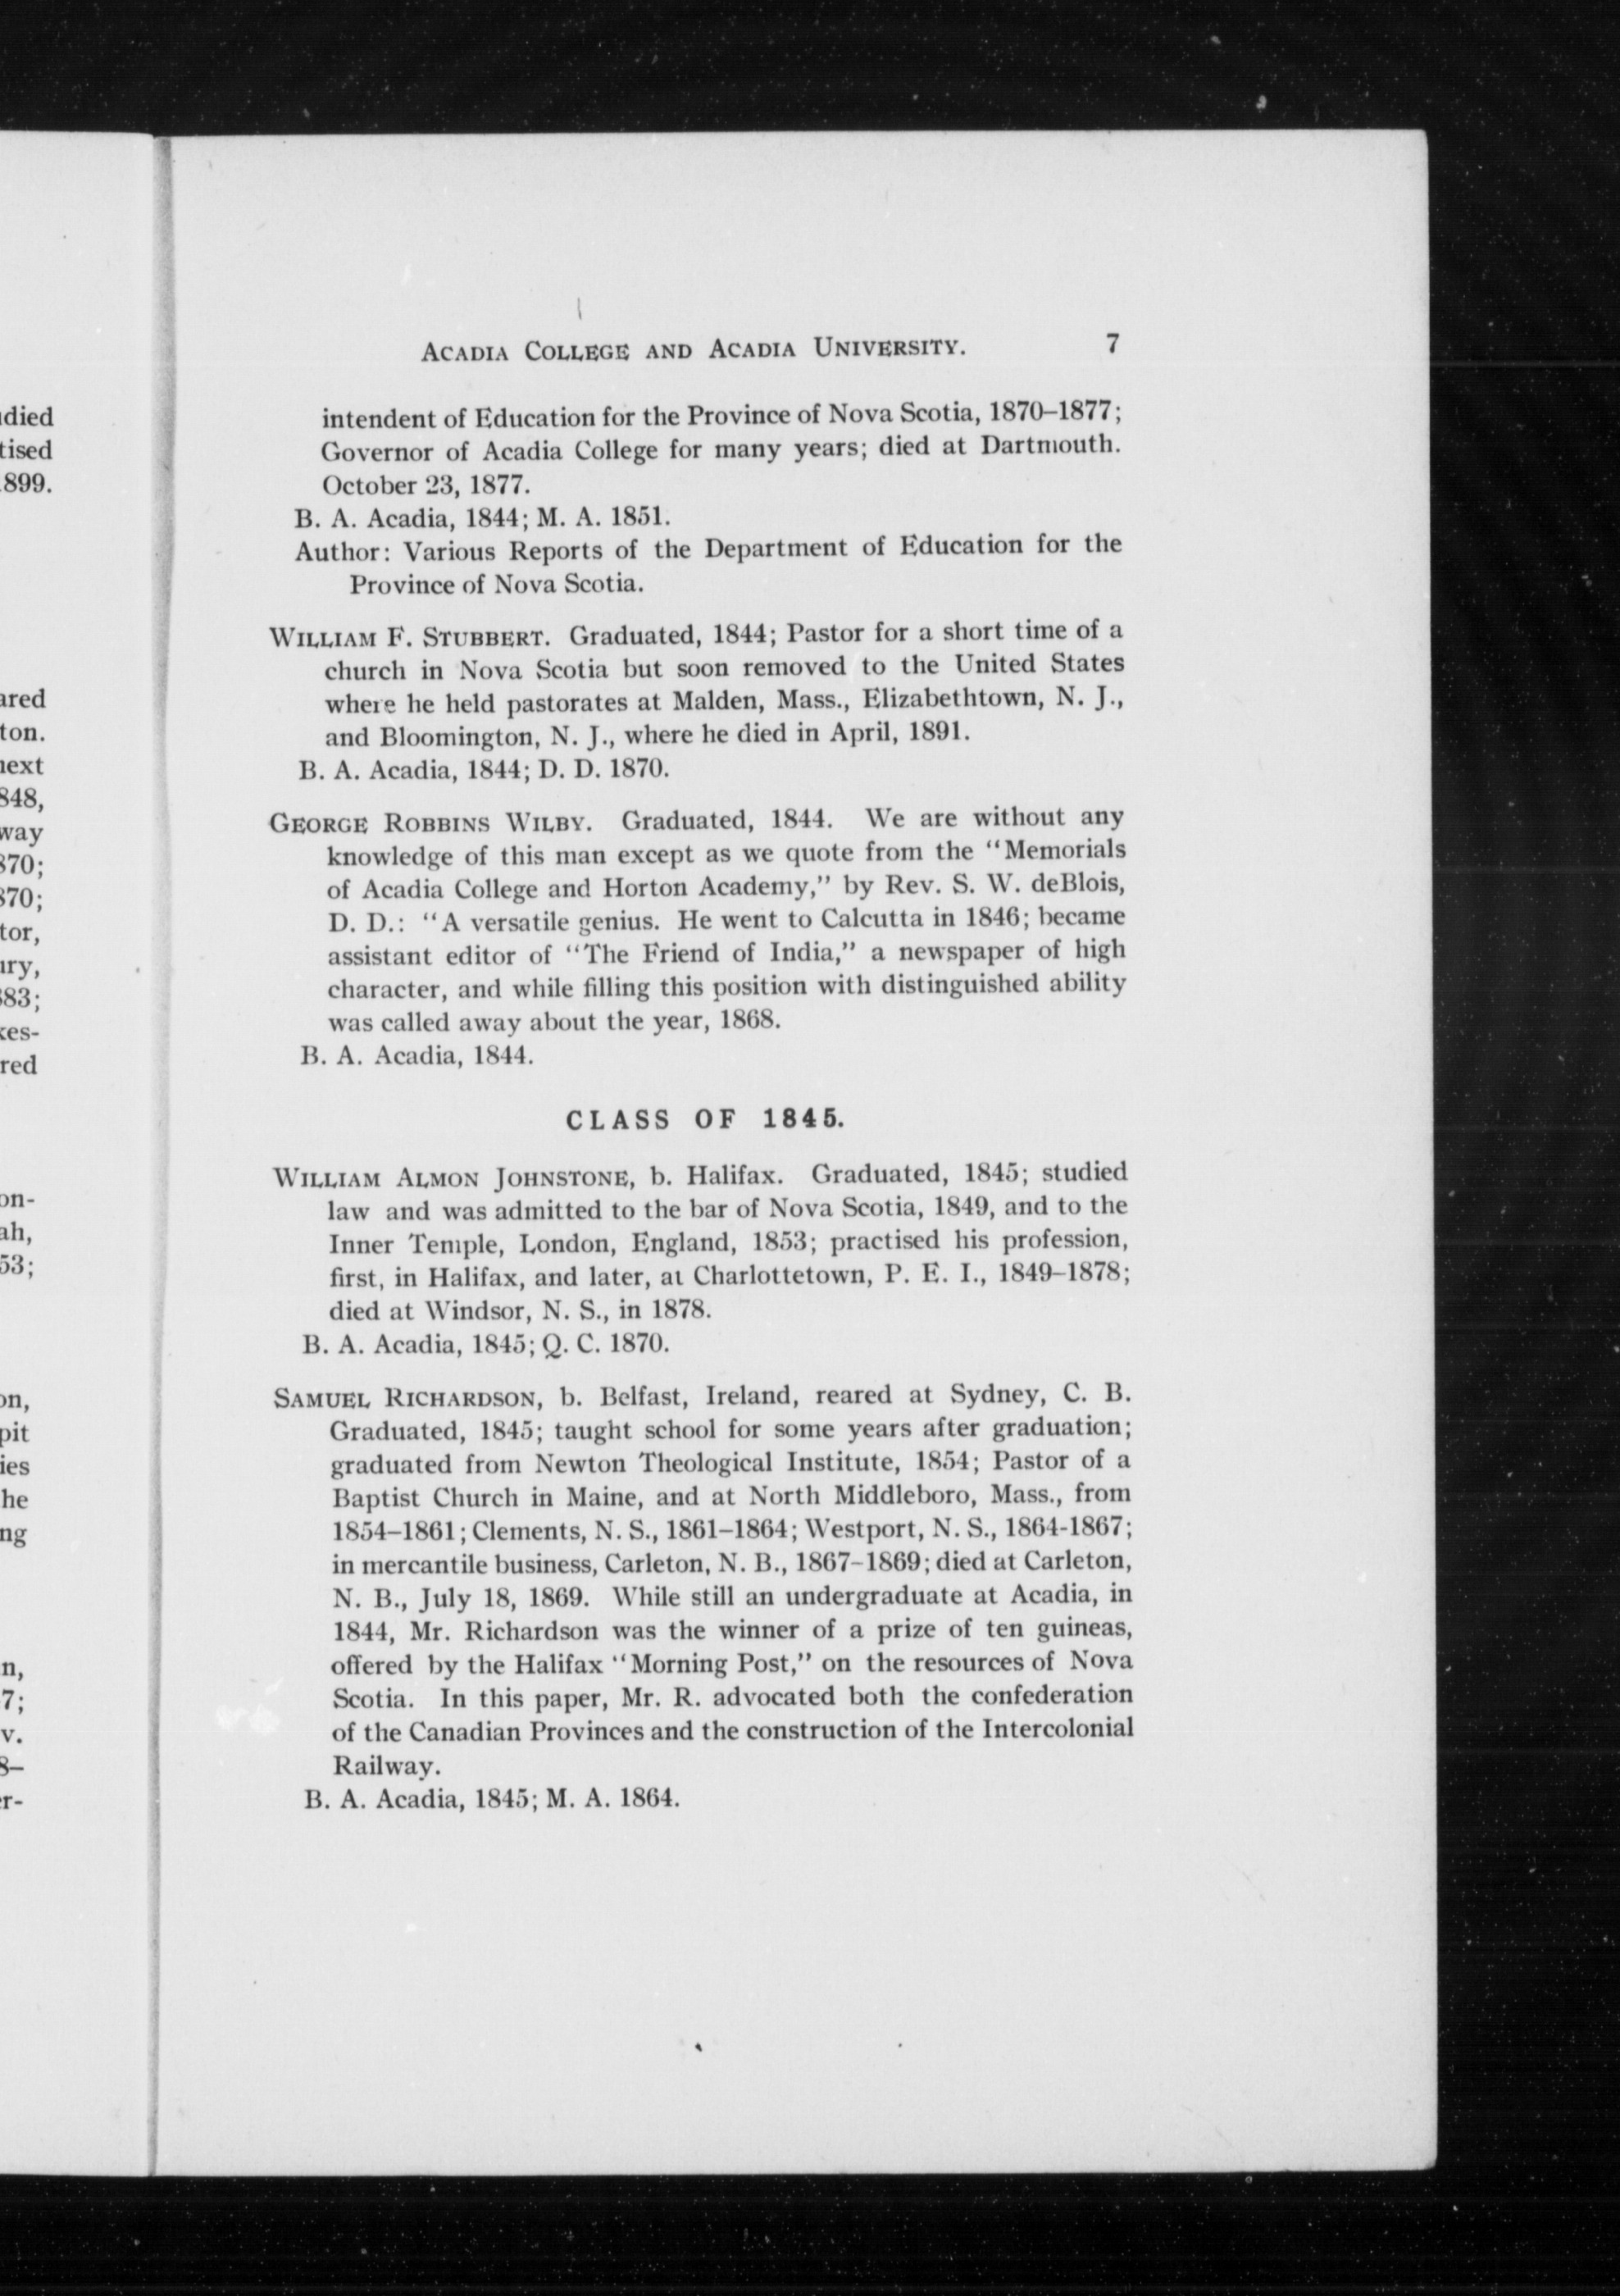 ACADIA COLLEGE AND ACADIA UNIVERSITY. 7
intendent of Education for the Province of Nova Scotia, 1870–1877;
Governor of Acadia College for many years; died at Dartmouth.
October 23, 1877.
B. A. Acadia, 1844; M. A. 1851.
Author: Various Reports of the Department of Education for the
Province of Nova Scotia.
WILLIAM F. STUBBERT. Graduated, 1844; Pastor for a short time of a
church in Nova Scotia but soon removed to the United States
where he held pastorates at Malden, Mass., Elizabethtown, N. J.,
and Bloomington, N. J., where he died in April, 1891.
B. A. Acadia, 1844; D. D. 1870.
GEORGE ROBBINS WILBY. Graduated, 1844. We are without any
knowledge of this man except as we quote from the "Memorials
of Acadia College and Horton Academy," by Rev. S. W. deBlois,
D. D.: "A versatile genius. He went to Calcutta in 1846; became
assistant editor of "The Friend of India," a newspaper of high
character, and while filling this position with distinguished ability
was called away about the year, 1868.
B. A. Acadia, 1844.
CLASS OF 1845.
WILLIAM ALMON JOHNSTONE, b. Halifax. Graduated, 1845; studied
law and was admitted to the bar of Nova Scotia, 1849, and to the
Inner Temple, London, England, 1853; practised his profession,
first, in Halifax, and later, at Charlottetown, P. E. I., 1849–1878;
died at Windsor, N. S., in 1878.
B. A. Acadia, 1845; Q. C. 1870.
SAMUEL RICHARDSON, b. Belfast, Ireland, reared at Sydney, C. B.
Graduated, 1845; taught school for some years after graduation;
graduated from Newton Theological Institute, 1854; Pastor of a
Baptist Church in Maine, and at North Middleboro, Mass., from
1854–1861; Clements, N. S., 1861–1864; Westport, N. S., 1864-1867;
in mercantile business, Carleton, N. B., 1867–1869; died at Carleton,
N. B., July 18, 1869. While still an undergraduate at Acadia, in
1844, Mr. Richardson was the winner of a prize of ten guineas,
offered by the Halifax "Morning Post," on the resources of Nova
Scotia. In this paper, Mr. R. advocated both the confederation
of the Canadian Provinces and the construction of the Intercolonial
Railway.
B. A. Acadia, 1845; M. A. 1864.